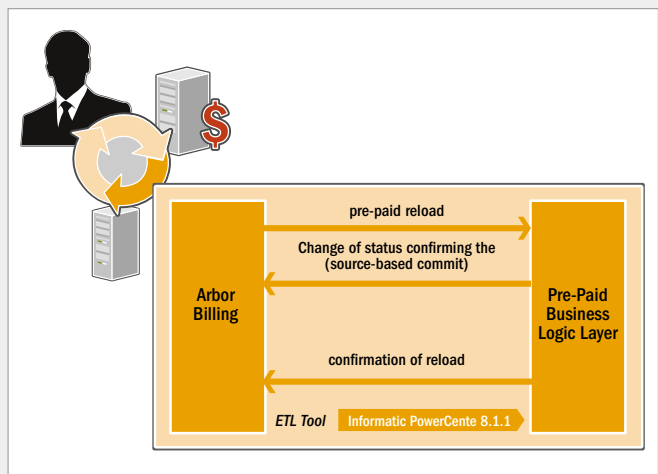 $
pre-paid reload
Change of status confirming the
(source-based commit)
Arbor
Billing
Pre-Paid
Business
Logic Layer
confirmation of reload
ETL Tool Informatic PowerCente 8.1.1